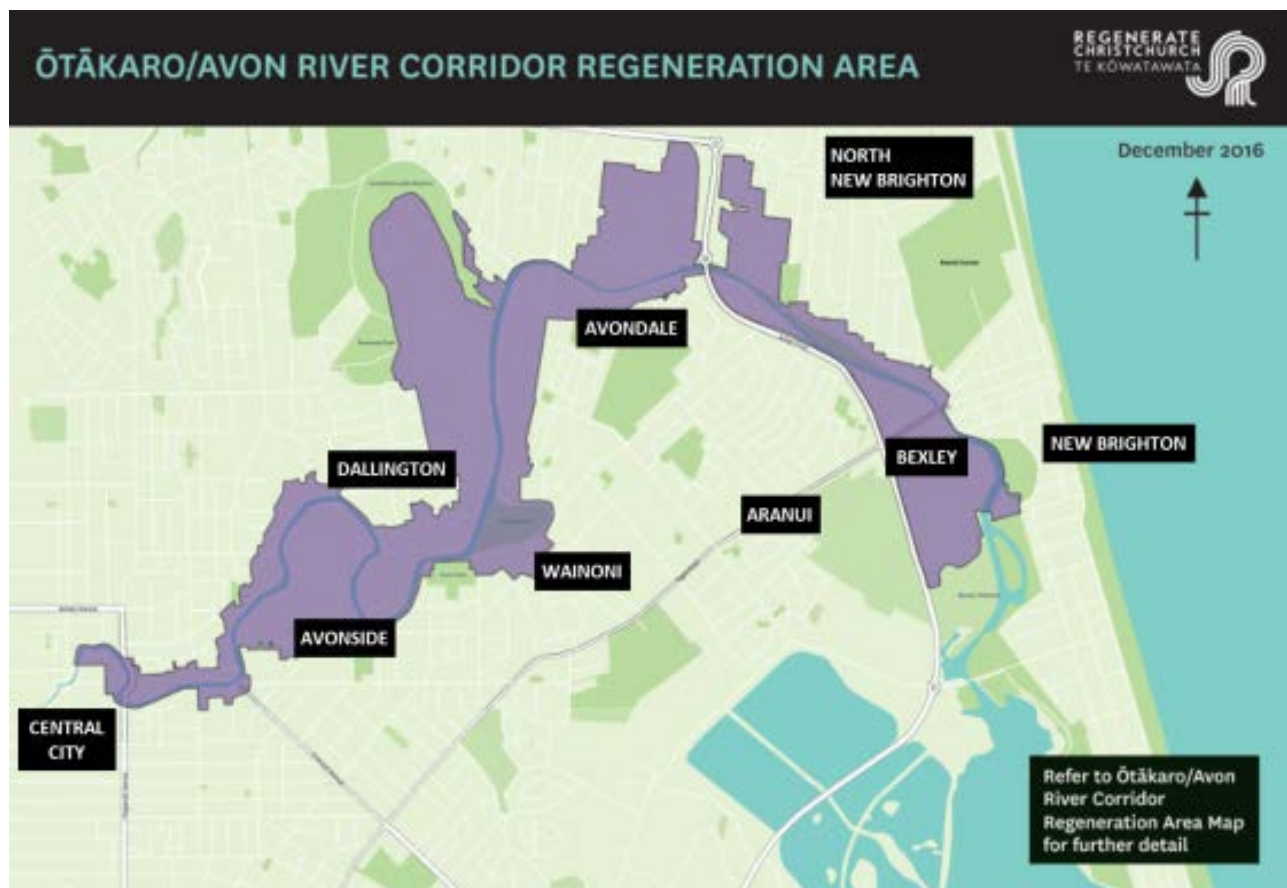 ŌTĀKARO/AVON RIVER CORRIDOR REGENERATION AREA
REGENERATE
CHRISTCHURCH
TE KŌWATAWATA
December 2016
NORTH
NEW BRIGHTON
AVONDALE
DALLINGTON
BEXLEY
NEW BRIGHTON
ARANUI
WAINONI
AVONSIDE
CENTRAL
CITY
Refer to Ōtākaro/Avon
River Corridor
Regeneration Area Map
for further detail